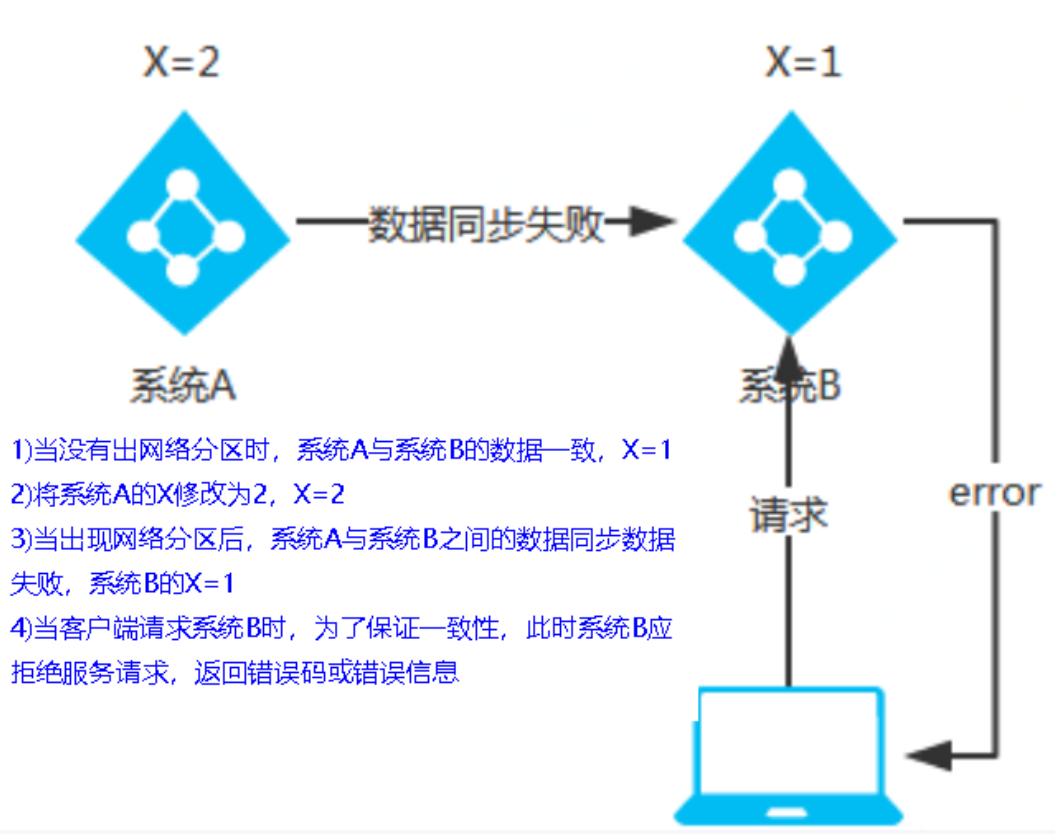 X=2
X=1
数据同步失败
系统A
系统B
1)当没有出网络分区时，系统A与系统B的数据一致，X=1
2)将系统A的X修改为2，X=2
3)当出现网络分区后，系统A与系统B之间的数据同步数据
失败，系统B的X=1
4)当客户端请求系统B时，为了保证一致性，此时系统B应
拒绝服务请求，返回错误码或错误信息
请求
error